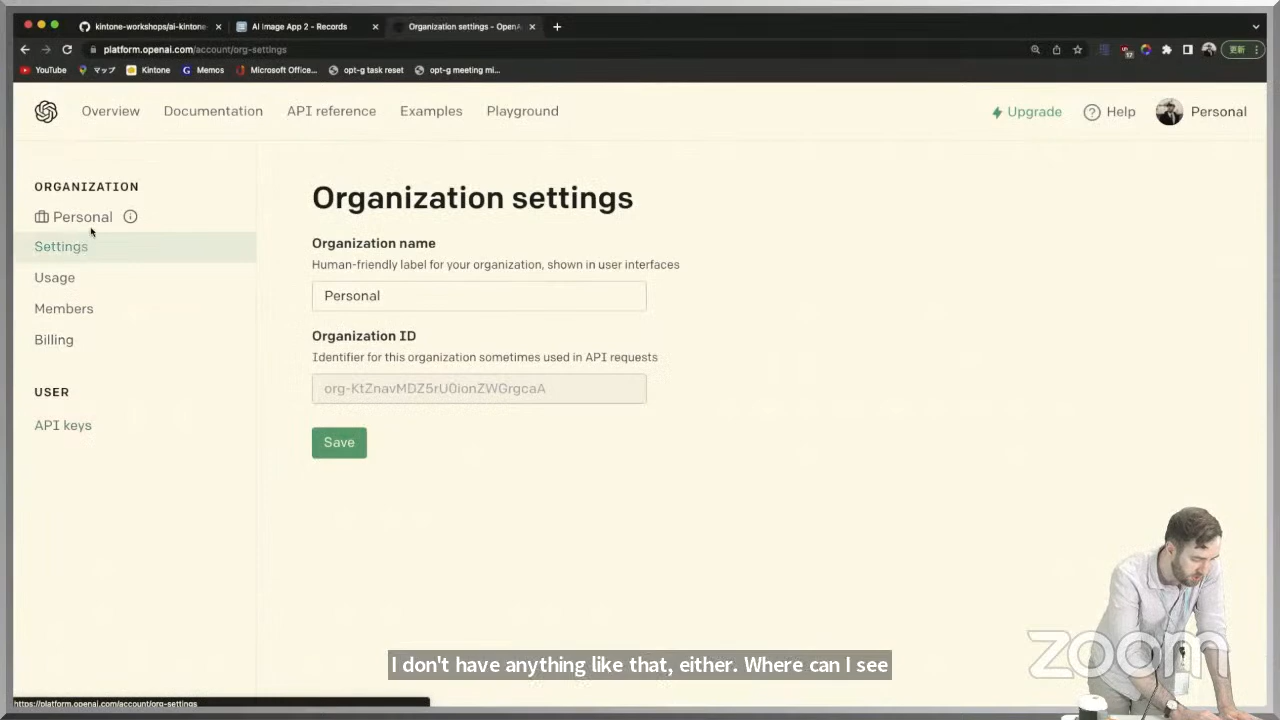 kintone-workshops/ai-kintone
AI Image App 2 - Records
Organization settings - OpenA
platform.openai.com/account/org-settings
更新
YouTube
マップ
Kintone
Memos
Microsoft Office...
opt-g task reset
opt-g meeting mi...
Overview
Documentation
API reference
Examples
Playground
Upgrade
Help
Personal
ORGANIZATION
Personal
Settings
Usage
Members
Billing
USER
API keys
Organization settings
Organization name
Human-friendly label for your organization, shown in user interfaces
Personal
Organization ID
Identifier for this organization sometimes used in API requests
org-KtZnavMDZ5rU0ionZWGrgcaA
Save
I don't have anything like that, either. Where can I see
zoom
https://platform.openai.com/account/org-settings